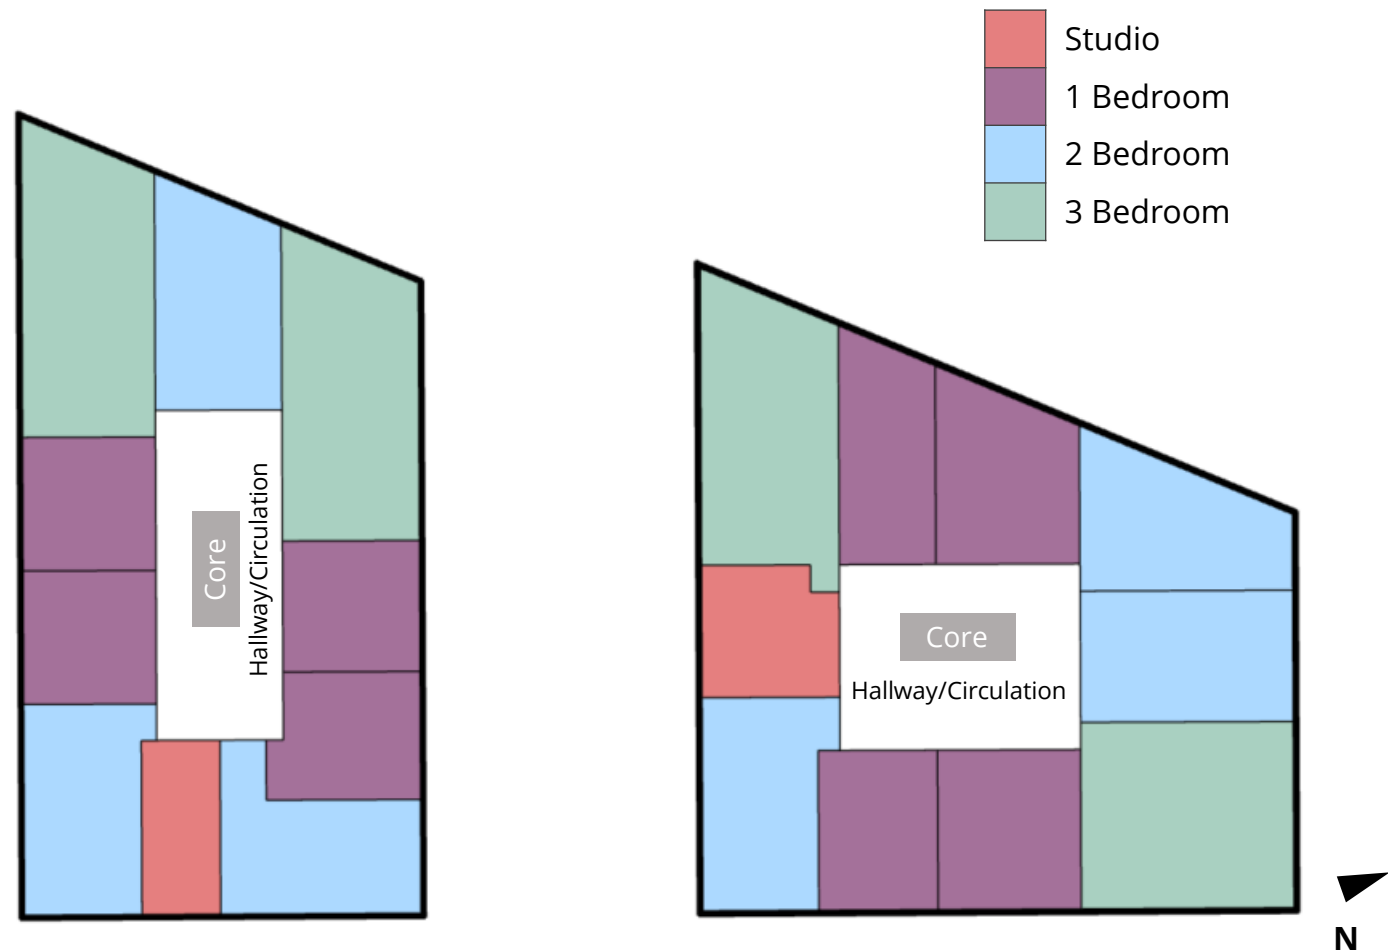 Studio
1 Bedroom
2 Bedroom
3 Bedroom
Core
Hallway/Circulation
Core
Hallway/Circulation
N